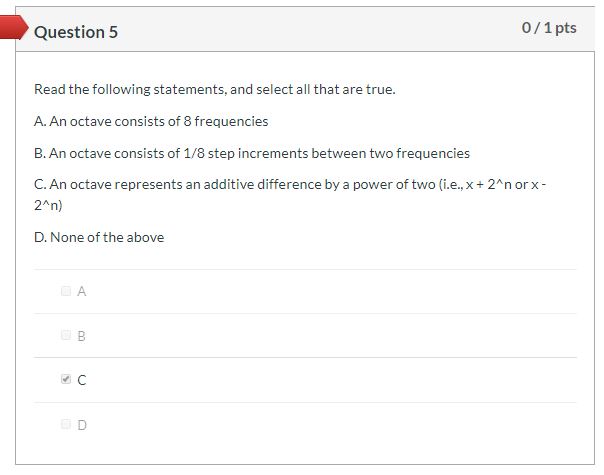 Question 5
0 / 1 pts
Read the following statements, and select all that are true.
A. An octave consists of 8 frequencies
B. An octave consists of 1/8 step increments between two frequencies
C. An octave represents an additive difference by a power of two (i.e., x + 2^n or x -
2^n)
D. None of the above
A
B
C
D